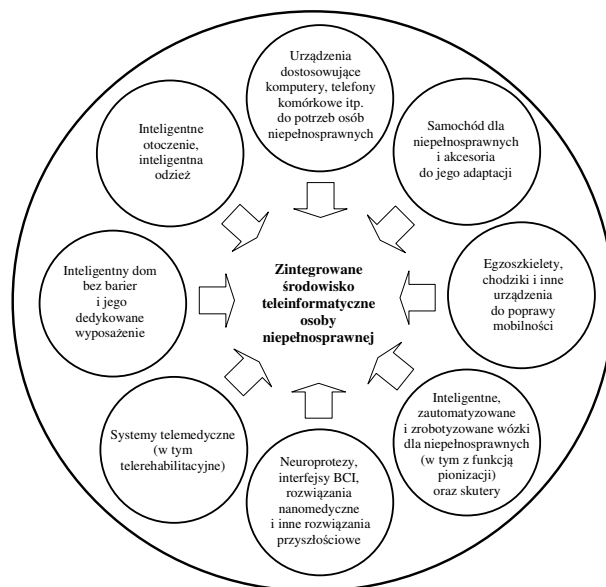 Urządzenia
dostosowujące
komputery, telefony
komórkowe itp.
do potrzeb osób
niepełnosprawnych
Samochód dla
niepełnosprawnych
i akcesoria
do jego adaptacji
Egzoszkielety,
chodziki i inne
urządzenia
do poprawy
mobilności
Inteligentne,
zautomatyzowane
i zrobotyzowane wózki
dla niepełnosprawnych
(w tym z funkcją
pionizacji)
oraz skutery
Neuroprotezy,
interfejsy BCI,
rozwiązania
nanomedyczne
i inne rozwiązania
przyszłościowe
Systemy telemedyczne
(w tym
telerehabilitacyjne)
Inteligentny dom
bez barier
i jego
dedykowane
wyposażenie
Inteligentne
otoczenie,
inteligentna
odzież
Zintegrowane
środowisko
teleinformatyczne
osoby
niepełnosprawnej